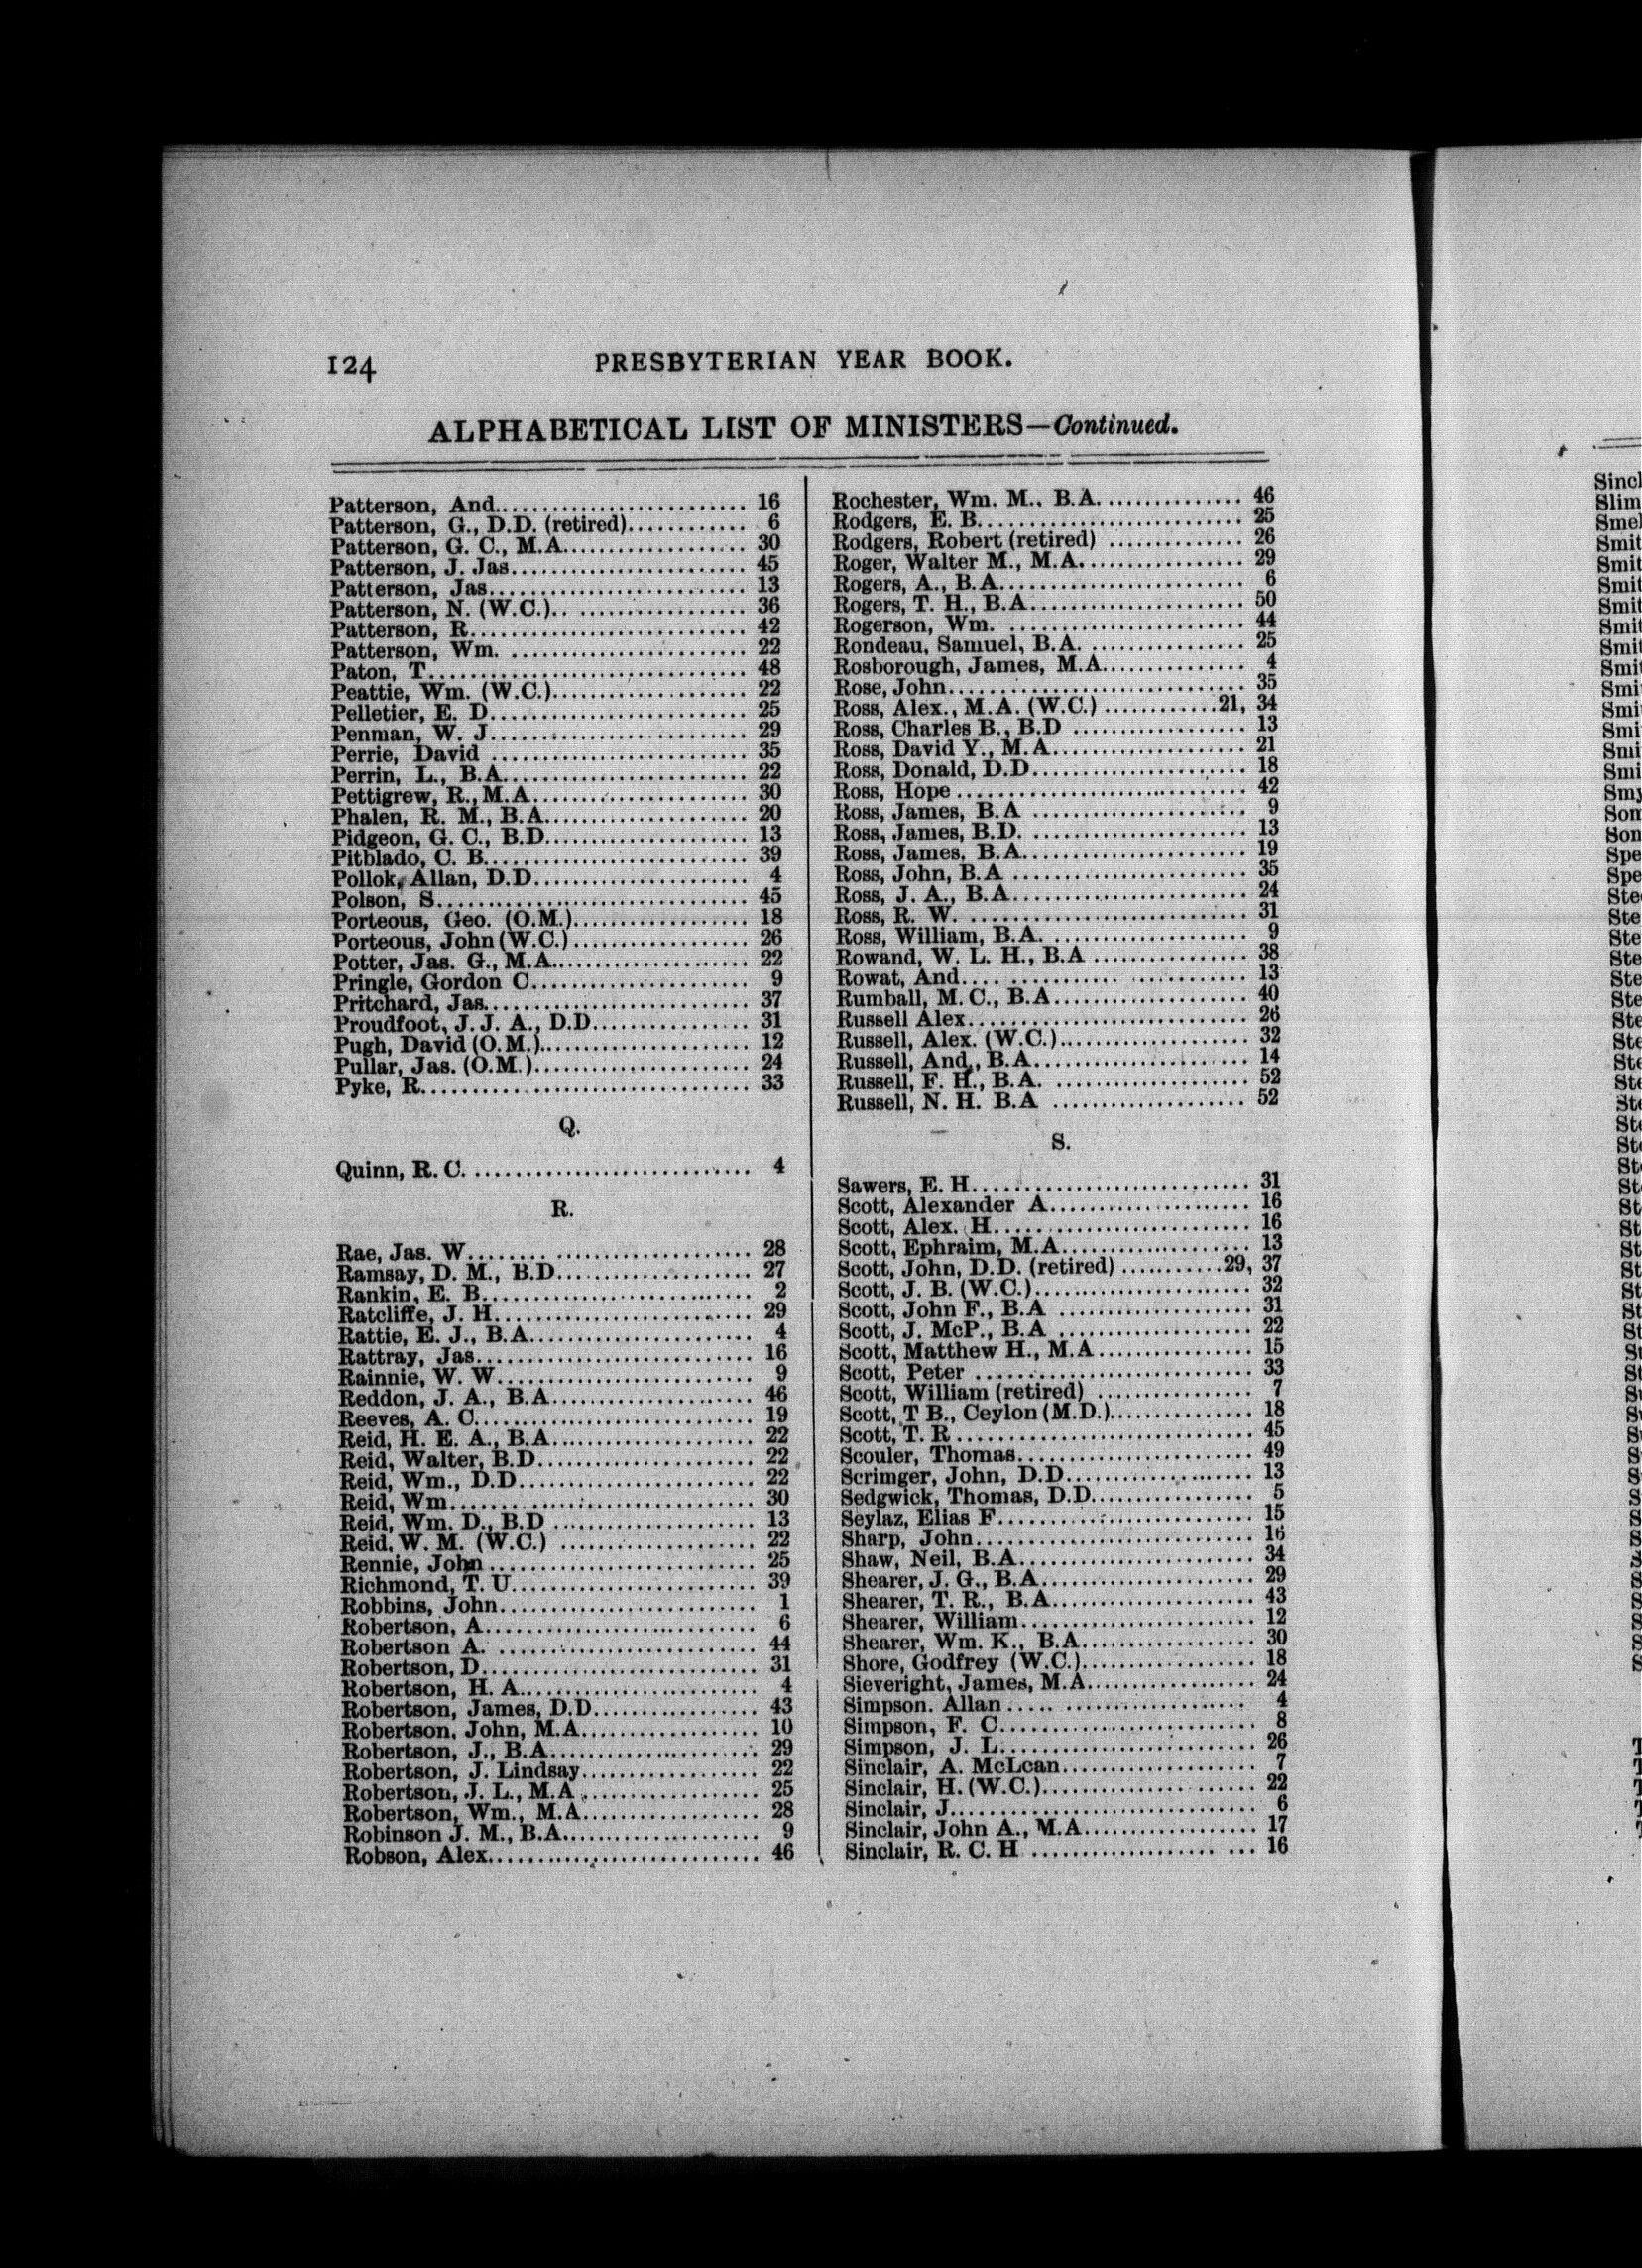 124
PRESBYTERIAN YEAR BOOK.
ALPHABETICAL LIST OF MINISTERS—Continued.
Patterson, And. 16
Patterson, G., D.D. (retired) 6
Patterson, G. C., M.A. 30
Patterson, J. Jas. 45
Patterson, Jas. 13
Patterson, N. (W.C.) 36
Patterson, R. 42
Patterson, Wm. 22
Paton, T. 48
Peattie, Wm. (W.C.) 22
Pelletier, E. D. 25
Penman, W. J. 29
Perrie, David 35
Perrin, L., B.A. 22
Pettigrew, R., M.A. 30
Phalen, R. M., B.A. 20
Pidgeon, G. C., B.D. 13
Pitblado, C. B. 39
Pollok, Allan, D.D. 4
Polson, S. 45
Porteous, Geo. (O.M.) 18
Porteous, John (W.C.) 26
Potter, Jas. G., M.A. 22
Pringle, Gordon C. 9
Pritchard, Jas. 37
Proudfoot, J. J. A., D.D. 31
Pugh, David (O.M.) 12
Pullar, Jas. (O.M.) 24
Pyke, R. 33
Q.
Quinn, R. C. 4
R.
Rae, Jas. W. 28
Ramsay, D. M., B.D. 27
Rankin, E. B. 2
Ratcliffe, J. H. 29
Rattie, E. J., B.A. 4
Rattray, Jas. 16
Rainnie, W. W. 9
Reddon, J. A., B.A. 46
Reeves, A. C. 19
Reid, H. E. A., B.A. 22
Reid, Walter, B.D. 22
Reid, Wm., D.D. 22
Reid, Wm. 30
Reid, Wm. D., B.D 13
Reid, W. M. (W.C.) 22
Rennie, John 25
Richmond, T. U. 39
Robbins, John 1
Robertson, A. 6
Robertson A. 44
Robertson, D. 31
Robertson, H. A. 4
Robertson, James, D.D. 43
Robertson, John, M.A. 10
Robertson, J., B.A. 29
Robertson, J. Lindsay 22
Robertson, J. L., M.A. 25
Robertson, Wm., M.A. 28
Robinson J. M., B.A. 9
Robson, Alex. 46
Rochester, Wm. M., B.A. 46
Rodgers, E. B. 25
Rodgers, Robert (retired) 26
Roger, Walter M., M.A. 29
Rogers, A., B.A. 6
Rogers, T. H., B.A. 50
Rogerson, Wm. 44
Rondeau, Samuel, B.A. 25
Rosborough, James, M.A. 4
Rose, John 35
Ross, Alex., M.A. (W.C.) 21, 34
Ross, Charles B., B.D 13
Ross, David Y., M.A. 21
Ross, Donald, D.D. 18
Ross, Hope 42
Ross, James, B.A 9
Ross, James, B.D. 13
Ross, James, B.A. 19
Ross, John, B.A 35
Ross, J. A., B.A. 24
Ross, R. W. 31
Ross, William, B.A. 9
Rowand, W. L. H., B.A 38
Rowat, And. 13
Rumball, M. C., B.A. 40
Russell Alex. 26
Russell, Alex. (W.C.) 32
Russell, And., B.A. 14
Russell, F. H., B.A. 52
Russell, N. H. B.A 52
S.
Sawers, E. H. 31
Scott, Alexander A. 16
Scott, Alex. H. 16
Scott, Ephraim, M.A. 13
Scott, John, D.D. (retired) 29, 37
Scott, J. B. (W.C.) 32
Scott, John F., B.A 31
Scott, J. McP., B.A 22
Scott, Matthew H., M.A. 15
Scott, Peter 33
Scott, William (retired) 7
Scott, T B., Ceylon (M.D.) 18
Scott, T. R 45
Scouler, Thomas 49
Scrimger, John, D.D. 13
Sedgwick, Thomas, D.D. 5
Seylaz, Elias F. 15
Sharp, John 16
Shaw, Neil, B.A. 34
Shearer, J. G., B.A. 29
Shearer, T. R., B.A. 43
Shearer, William 12
Shearer, Wm. K., B.A. 30
Shore, Godfrey (W.C.) 18
Sieveright, James, M.A. 24
Simpson. Allan 4
Simpson, F. C. 8
Simpson, J. L. 26
Sinclair, A. McLean 7
Sinclair, H. (W.C.) 22
Sinclair, J. 6
Sinclair, John A., M.A. 17
Sinclair, R. C. H 16